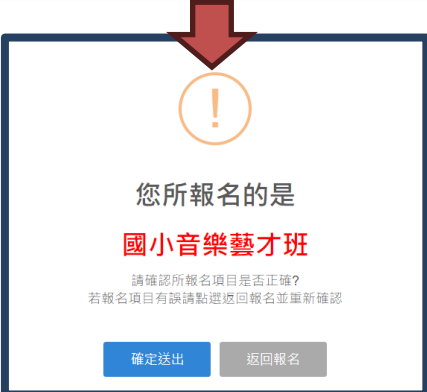 !
您所報名的是
國小音樂藝才班
請確認所報名項目是否正確?
若報名項目有誤請點選返回報名並重新確認
確定送出 返回報名